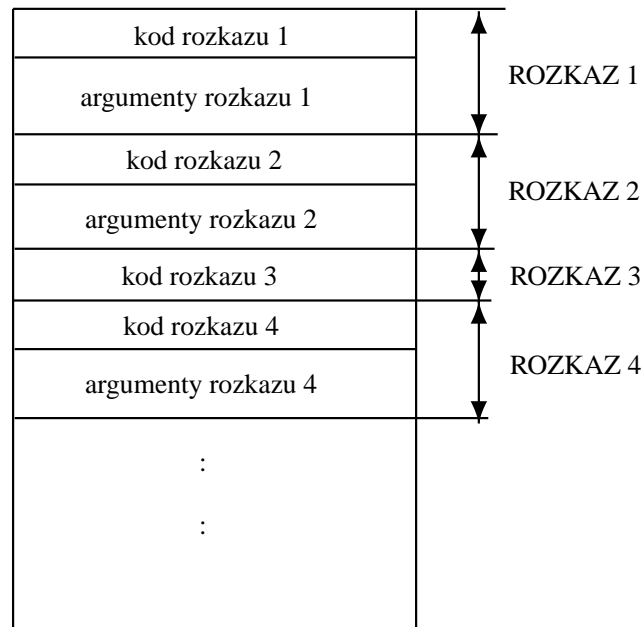 kod rozkazu 1
argumenty rozkazu 1
ROZKAZ 1
kod rozkazu 2
argumenty rozkazu 2
ROZKAZ 2
kod rozkazu 3
ROZKAZ 3
kod rozkazu 4
argumenty rozkazu 4
ROZKAZ 4
:
: